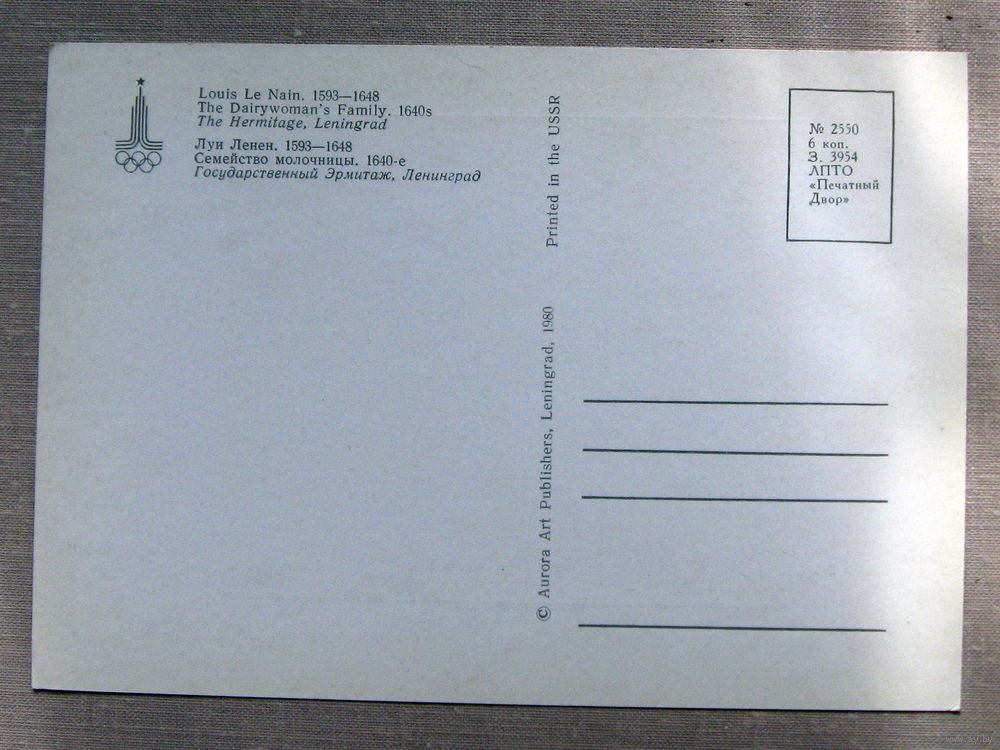 Louis Le Nain. 1593—1648
The Dairywoman's Family. 1640s
The Hermitage, Leningrad
Луи Ленен. 1593—1648
Семейство молочницы. 1640-е
Государственный Эрмитаж, Ленинград
© Aurora Art Publishers, Leningrad, 1980
Printed in the USSR
№ 2550
6 коп.
З. 3954
ЛПТО
«Печатный
Двор»